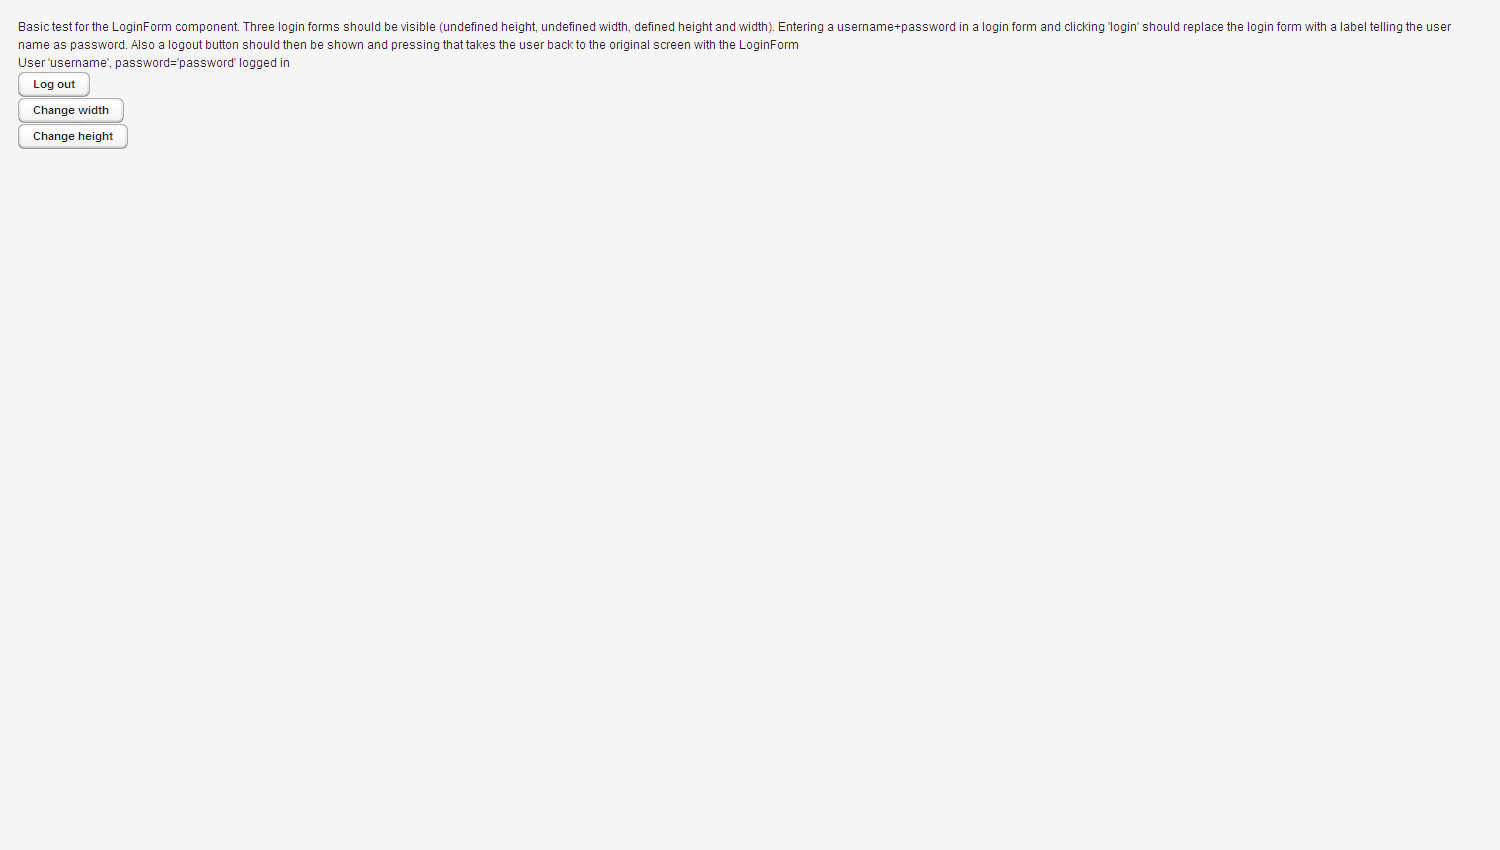 Basic test for the LoginForm component. Three login forms should be visible (undefined height, undefined width, defined height and width). Entering a username+password in a login form and clicking 'login' should replace the login form with a label telling the user
name as password. Also a logout button should then be shown and pressing that takes the user back to the original screen with the LoginForm
User 'username', password='password' logged in
Log out
Change width
Change height